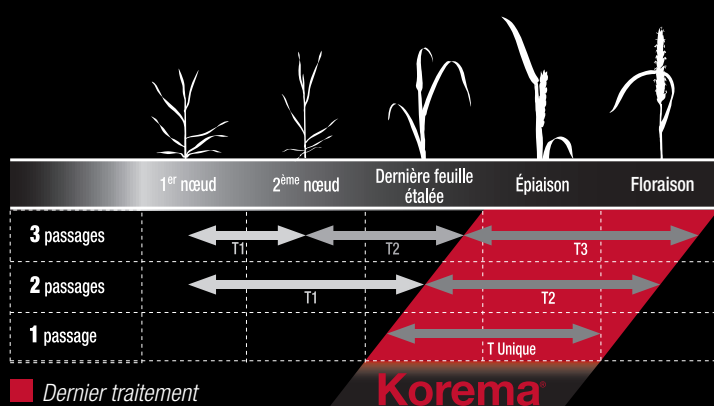 1er nœud
2ème nœud
Dernière feuille
étalée
Épiaison
Floraison
3 passages
T1
T2
T3
2 passages
T1
T2
1 passage
T Unique
Dernier traitement
Korema®